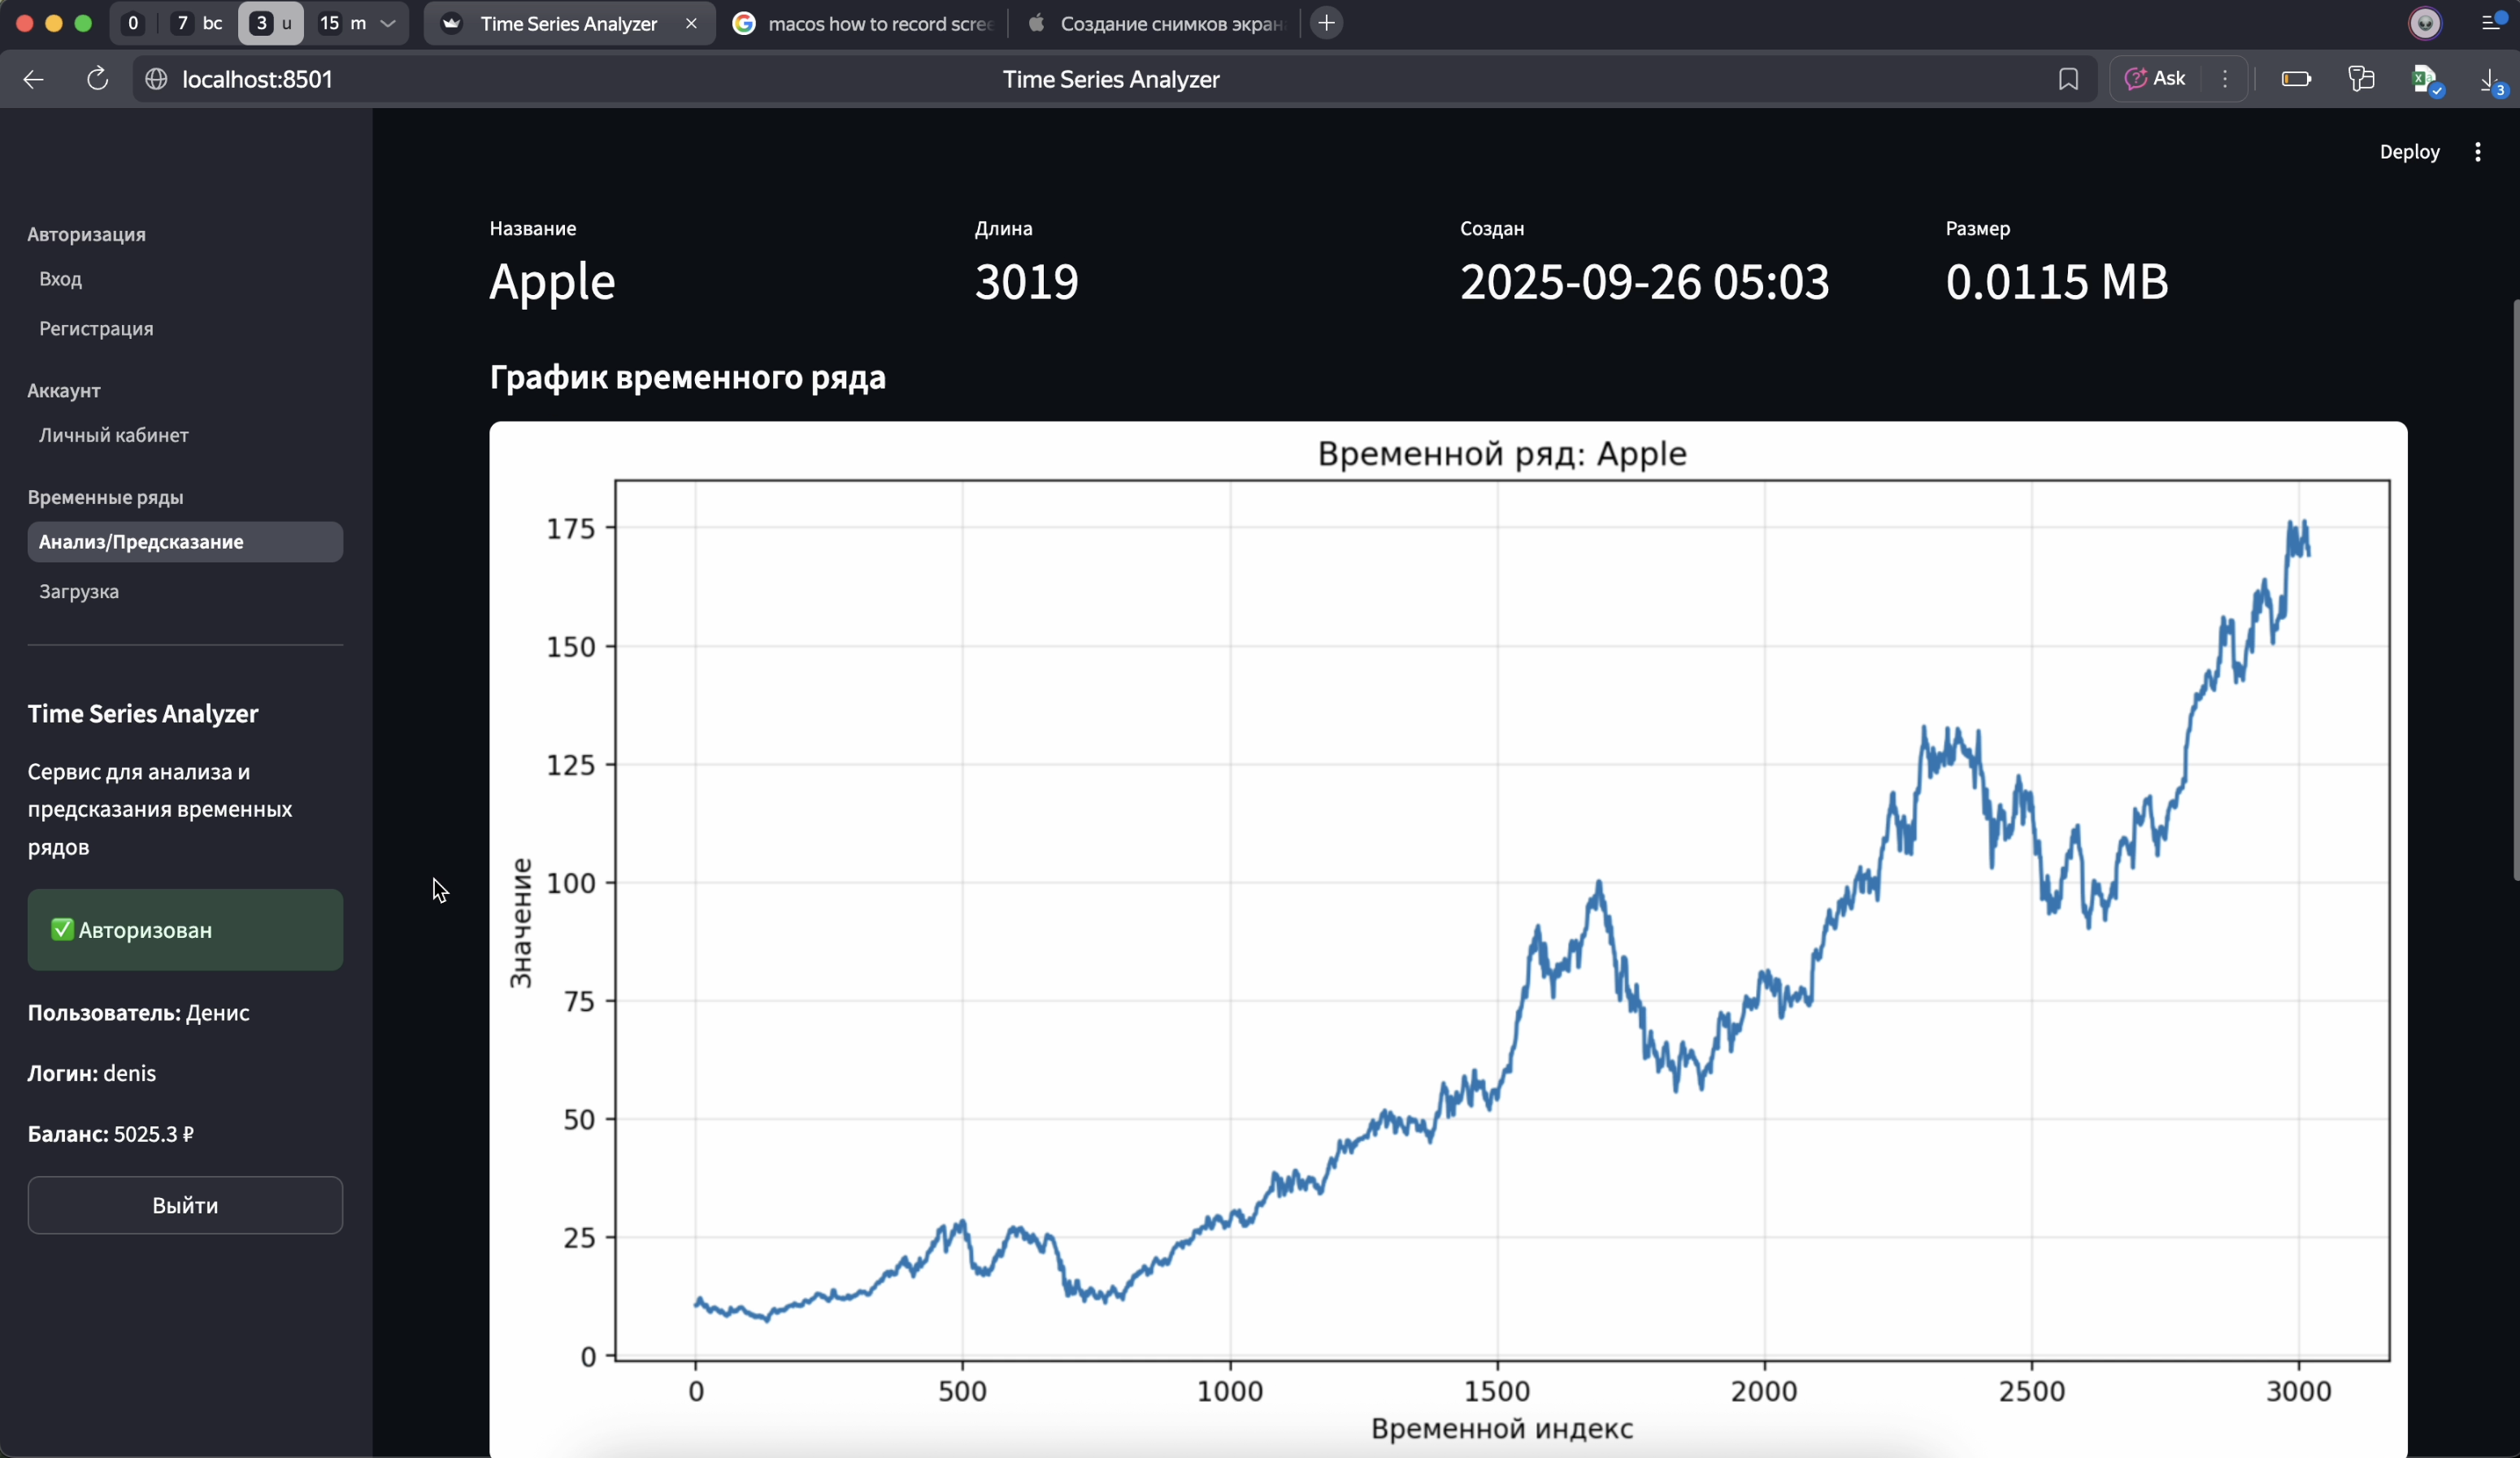 0
7 bc
3 u
15 m
Time Series Analyzer
macos how to record scree
Создание снимков экран
localhost:8501
Time Series Analyzer
Ask
3
Deploy
Авторизация
Вход
Регистрация
Аккаунт
Личный кабинет
Временные ряды
Анализ/Предсказание
Загрузка
Time Series Analyzer
Сервис для анализа и
предсказания временных
рядов
Авторизован
Пользователь: Денис
Логин: denis
Баланс: 5025.3 ₽
Выйти
Название
Apple
Длина
3019
Создан
2025-09-26 05:03
Размер
0.0115 MB
График временного ряда
Временной ряд: Apple
Значение
175
150
125
100
75
50
25
0
0 500 1000 1500 2000 2500 3000
Временной индекс